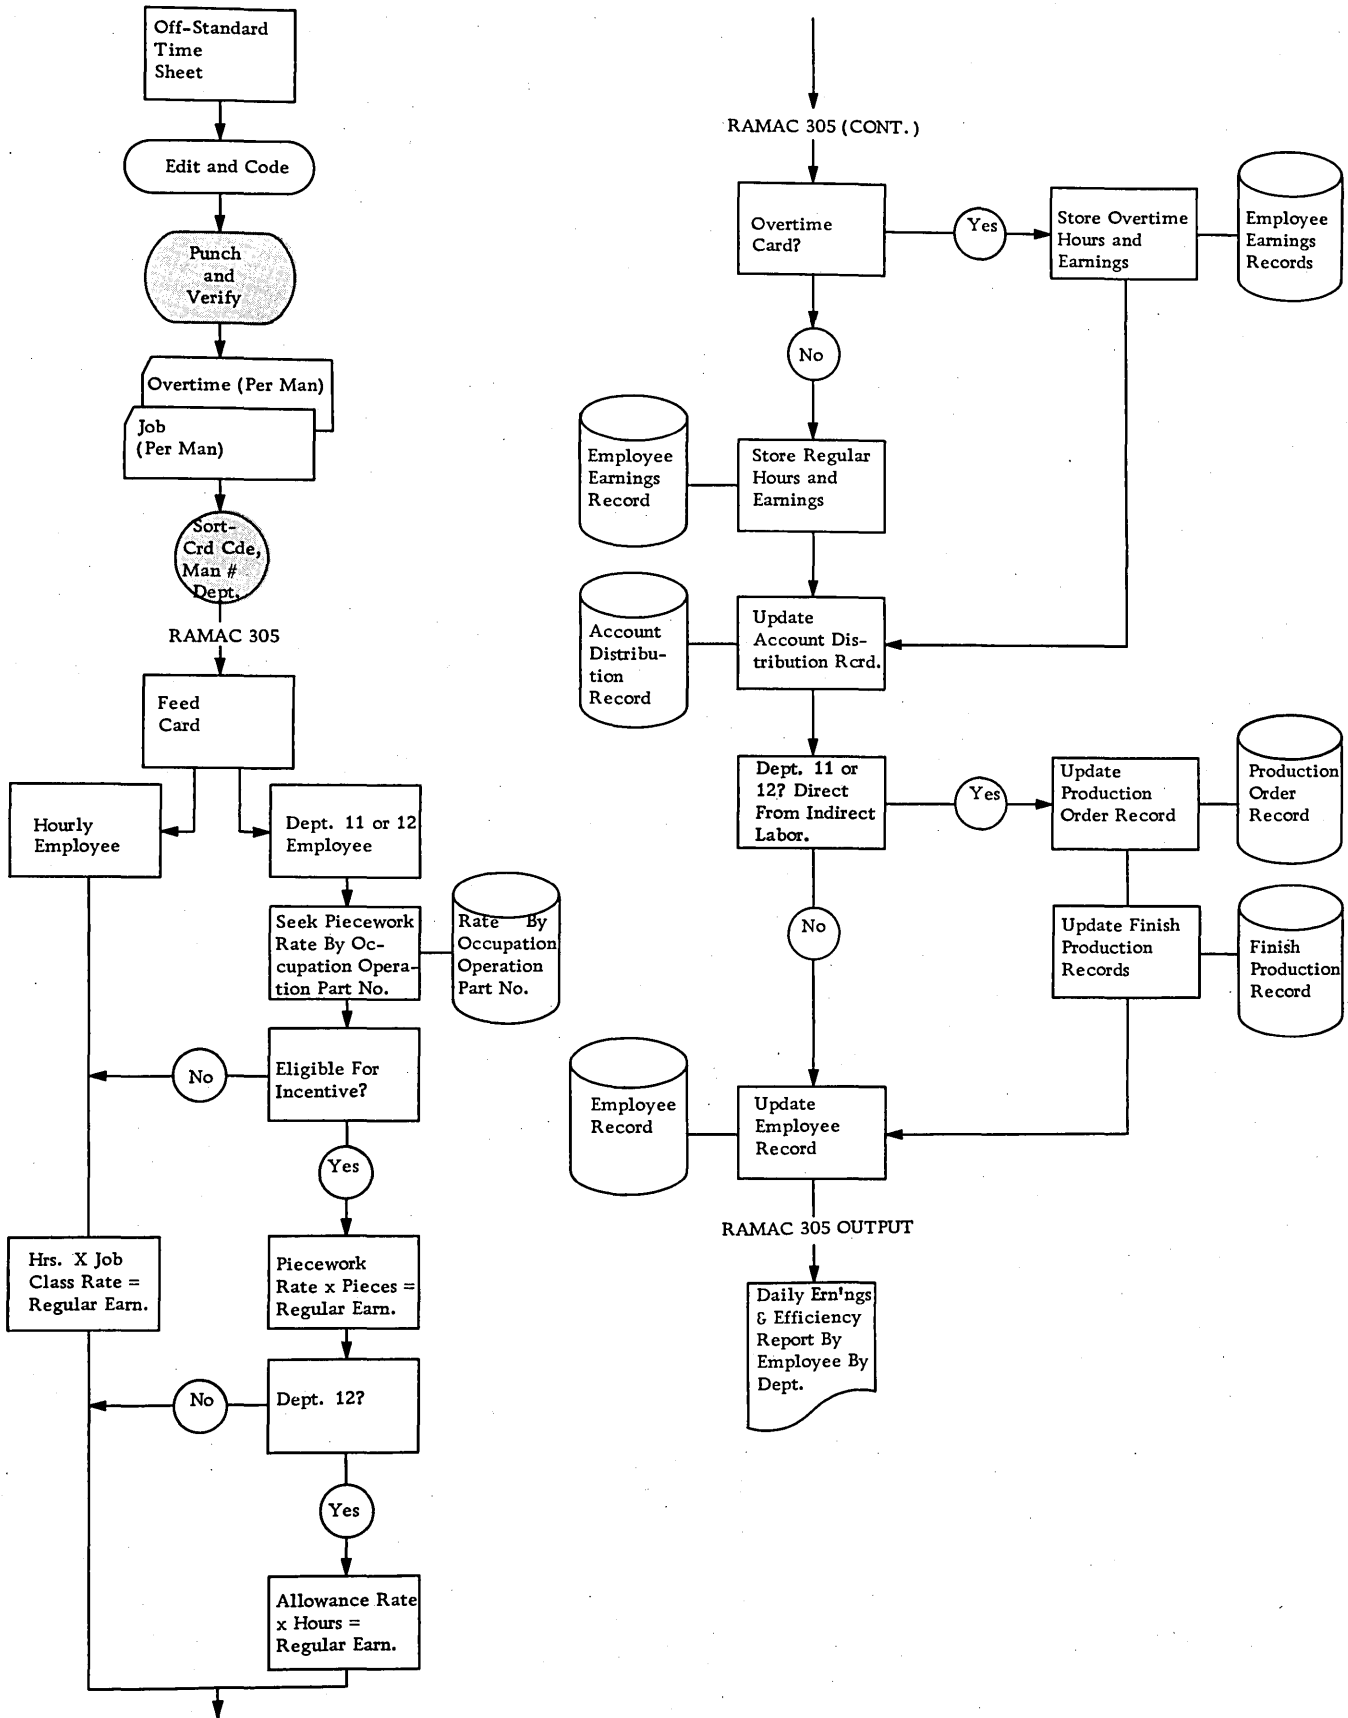 Off-Standard
Time
Sheet
Edit and Code
Punch
and
Verify
Overtime (Per Man)
Job
(Per Man)
Sort-
Crd Cde,
Man #
Dept.
RAMAC 305
Feed
Card
Hourly
Employee
Dept. 11 or 12
Employee
Seek Piecework
Rate By Oc-
cupation Opera-
tion Part No.
Rate By
Occupation
Operation
Part No.
Eligible For
Incentive?
No
Yes
Hrs. X Job
Class Rate =
Regular Earn.
Piecework
Rate x Pieces =
Regular Earn.
Dept. 12?
No
Yes
Allowance Rate
x Hours =
Regular Earn.
RAMAC 305 (CONT.)
Overtime
Card?
Yes
Store Overtime
Hours and
Earnings
Employee
Earnings
Records
No
Employee
Earnings
Record
Store Regular
Hours and
Earnings
Account
Distribu-
tion
Record
Update
Account Dis-
tribution Rcrd.
Dept. 11 or
12? Direct
From Indirect
Labor.
Yes
Update
Production
Order Record
Production
Order
Record
No
Update Finish
Production
Records
Finish
Production
Record
Employee
Record
Update
Employee
Record
RAMAC 305 OUTPUT
Daily Ern'ngs
& Efficiency
Report By
Employee By
Dept.